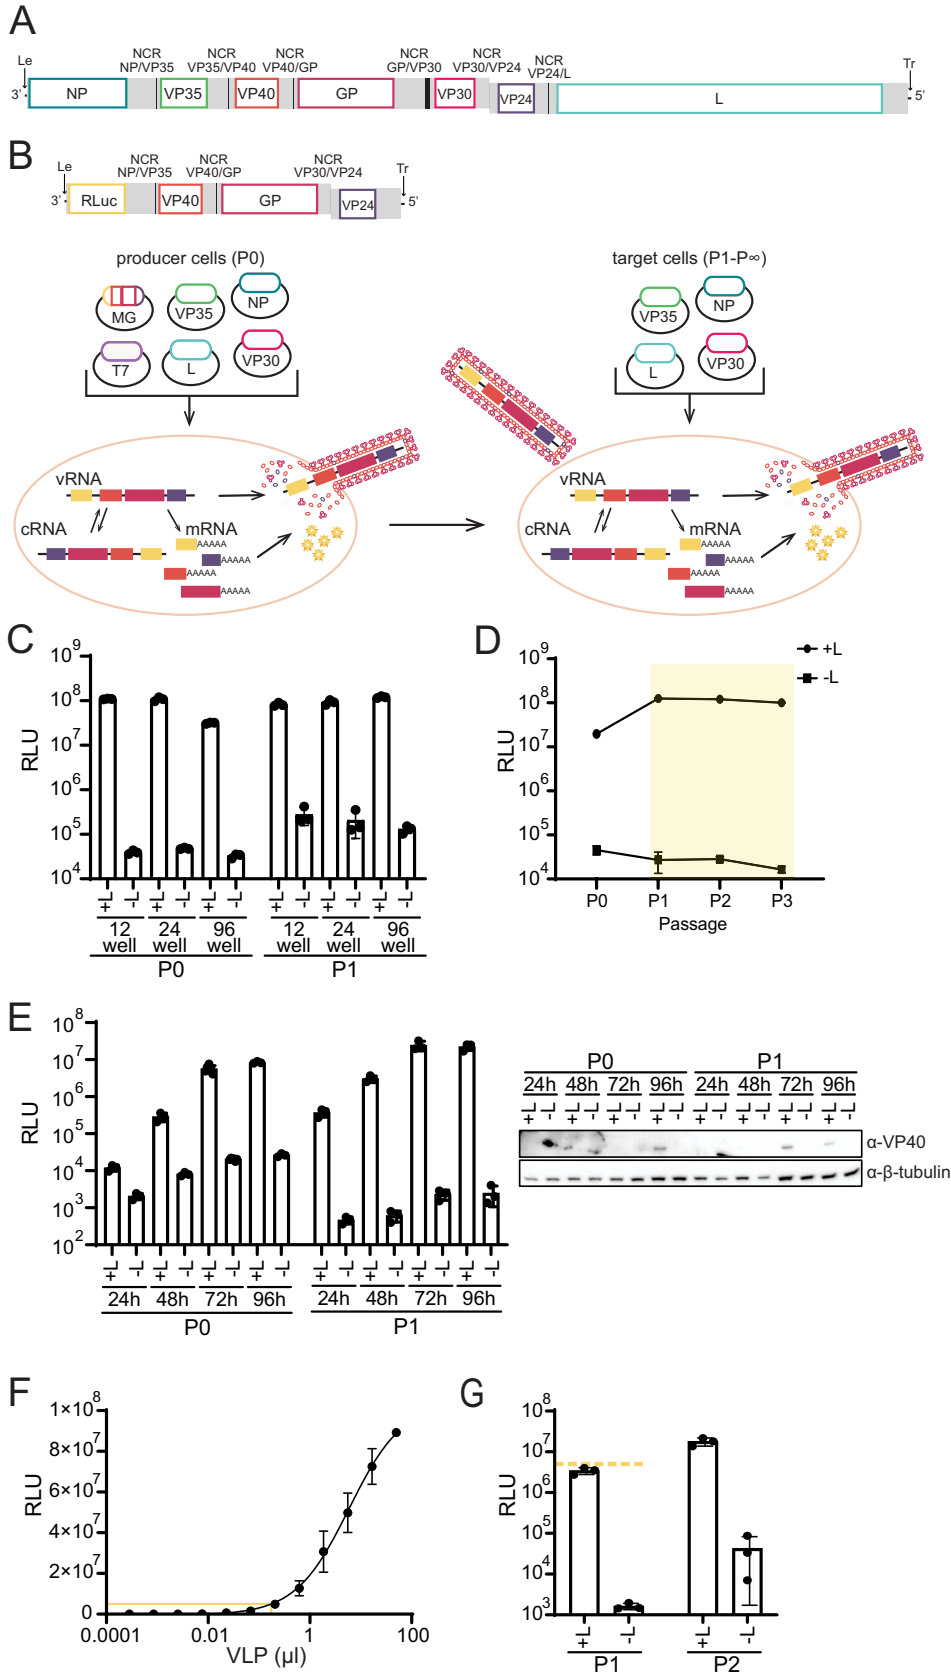 A
Le
NCR NCR NCR NCR NCR NCR Tr
NP/VP35 VP35/VP40 VP40/GP GP/VP30 VP30/VP24 VP24/L
3' NP VP35 VP40 GP VP30 VP24 L 5'
B
Le NCR NCR NCR Tr
NP/VP35 VP40/GP VP30/VP24
3' RLuc VP40 GP VP24 5'
producer cells (P0) target cells (P1-P∞)
MG VP35 NP VP35 NP
T7 L VP30 L VP30
vRNA vRNA
cRNA mRNA cRNA mRNA
AAAAA AAAAA
AAAAA AAAAA
AAAAA AAAAA
AAAAA AAAAA
C
RLU
10⁹
10⁸
10⁷
10⁶
10⁵
10⁴
+L -L +L -L +L -L +L -L +L -L +L -L
12 well 24 well 96 well 12 well 24 well 96 well
P0 P1
D
RLU
10⁹
10⁸
10⁷
10⁶
10⁵
10⁴
+L
-L
P0 P1 P2 P3
Passage
E
RLU
10⁸
10⁷
10⁶
10⁵
10⁴
10³
10²
+L -L +L -L +L -L +L -L +L -L +L -L +L -L +L -L
24h 48h 72h 96h 24h 48h 72h 96h
P0 P1
P0 P1
24h 48h 72h 96h 24h 48h 72h 96h
+L -L +L -L +L -L +L -L +L -L +L -L +L -L +L -L
α-VP40
α-β-tubulin
F
RLU
1×10⁸
8×10⁷
6×10⁷
4×10⁷
2×10⁷
0
0.0001 0.01 1 100
VLP (µl)
G
RLU
10⁸
10⁷
10⁶
10⁵
10⁴
10³
+L -L +L -L
P1 P2